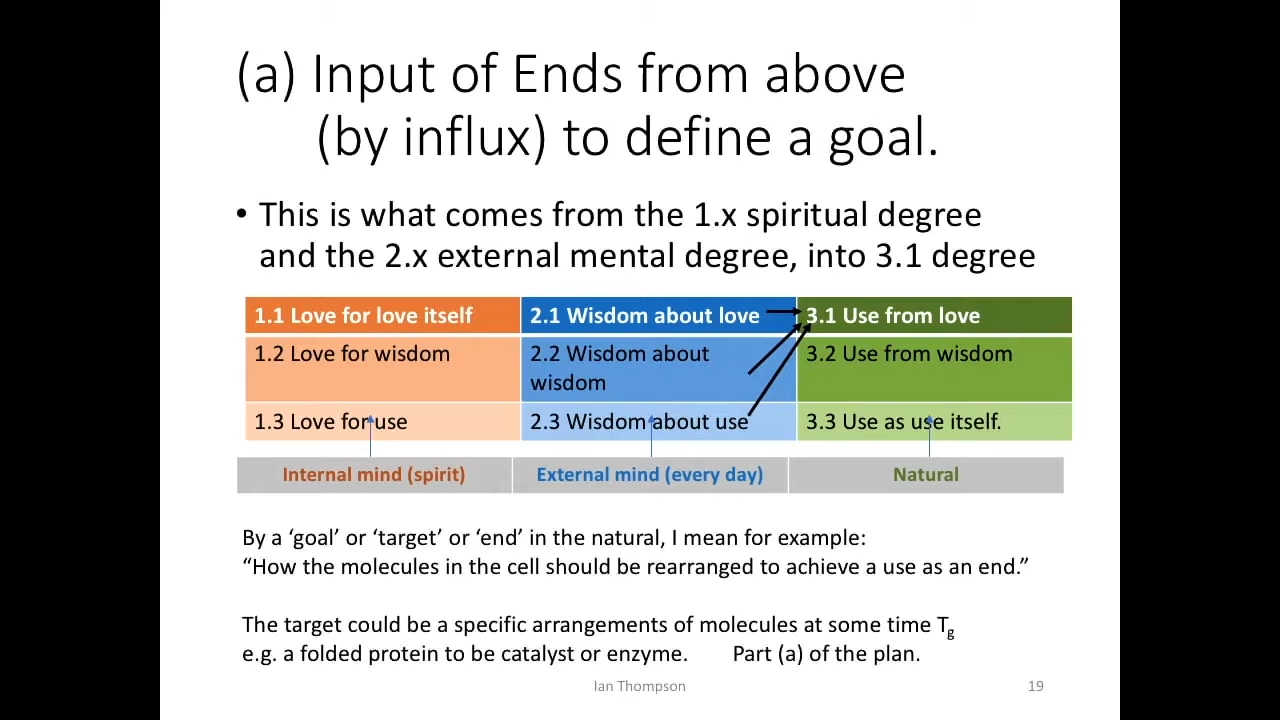 (a) Input of Ends from above
(by influx) to define a goal.
• This is what comes from the 1.x spiritual degree
and the 2.x external mental degree, into 3.1 degree
1.1 Love for love itself
2.1 Wisdom about love
3.1 Use from love
1.2 Love for wisdom
2.2 Wisdom about
wisdom
3.2 Use from wisdom
1.3 Love for use
2.3 Wisdom about use
3.3 Use as use itself.
Internal mind (spirit)
External mind (every day)
Natural
By a ‘goal’ or ‘target’ or ‘end’ in the natural, I mean for example:
“How the molecules in the cell should be rearranged to achieve a use as an end.”
The target could be a specific arrangements of molecules at some time Tg
e.g. a folded protein to be catalyst or enzyme. Part (a) of the plan.
Ian Thompson
19